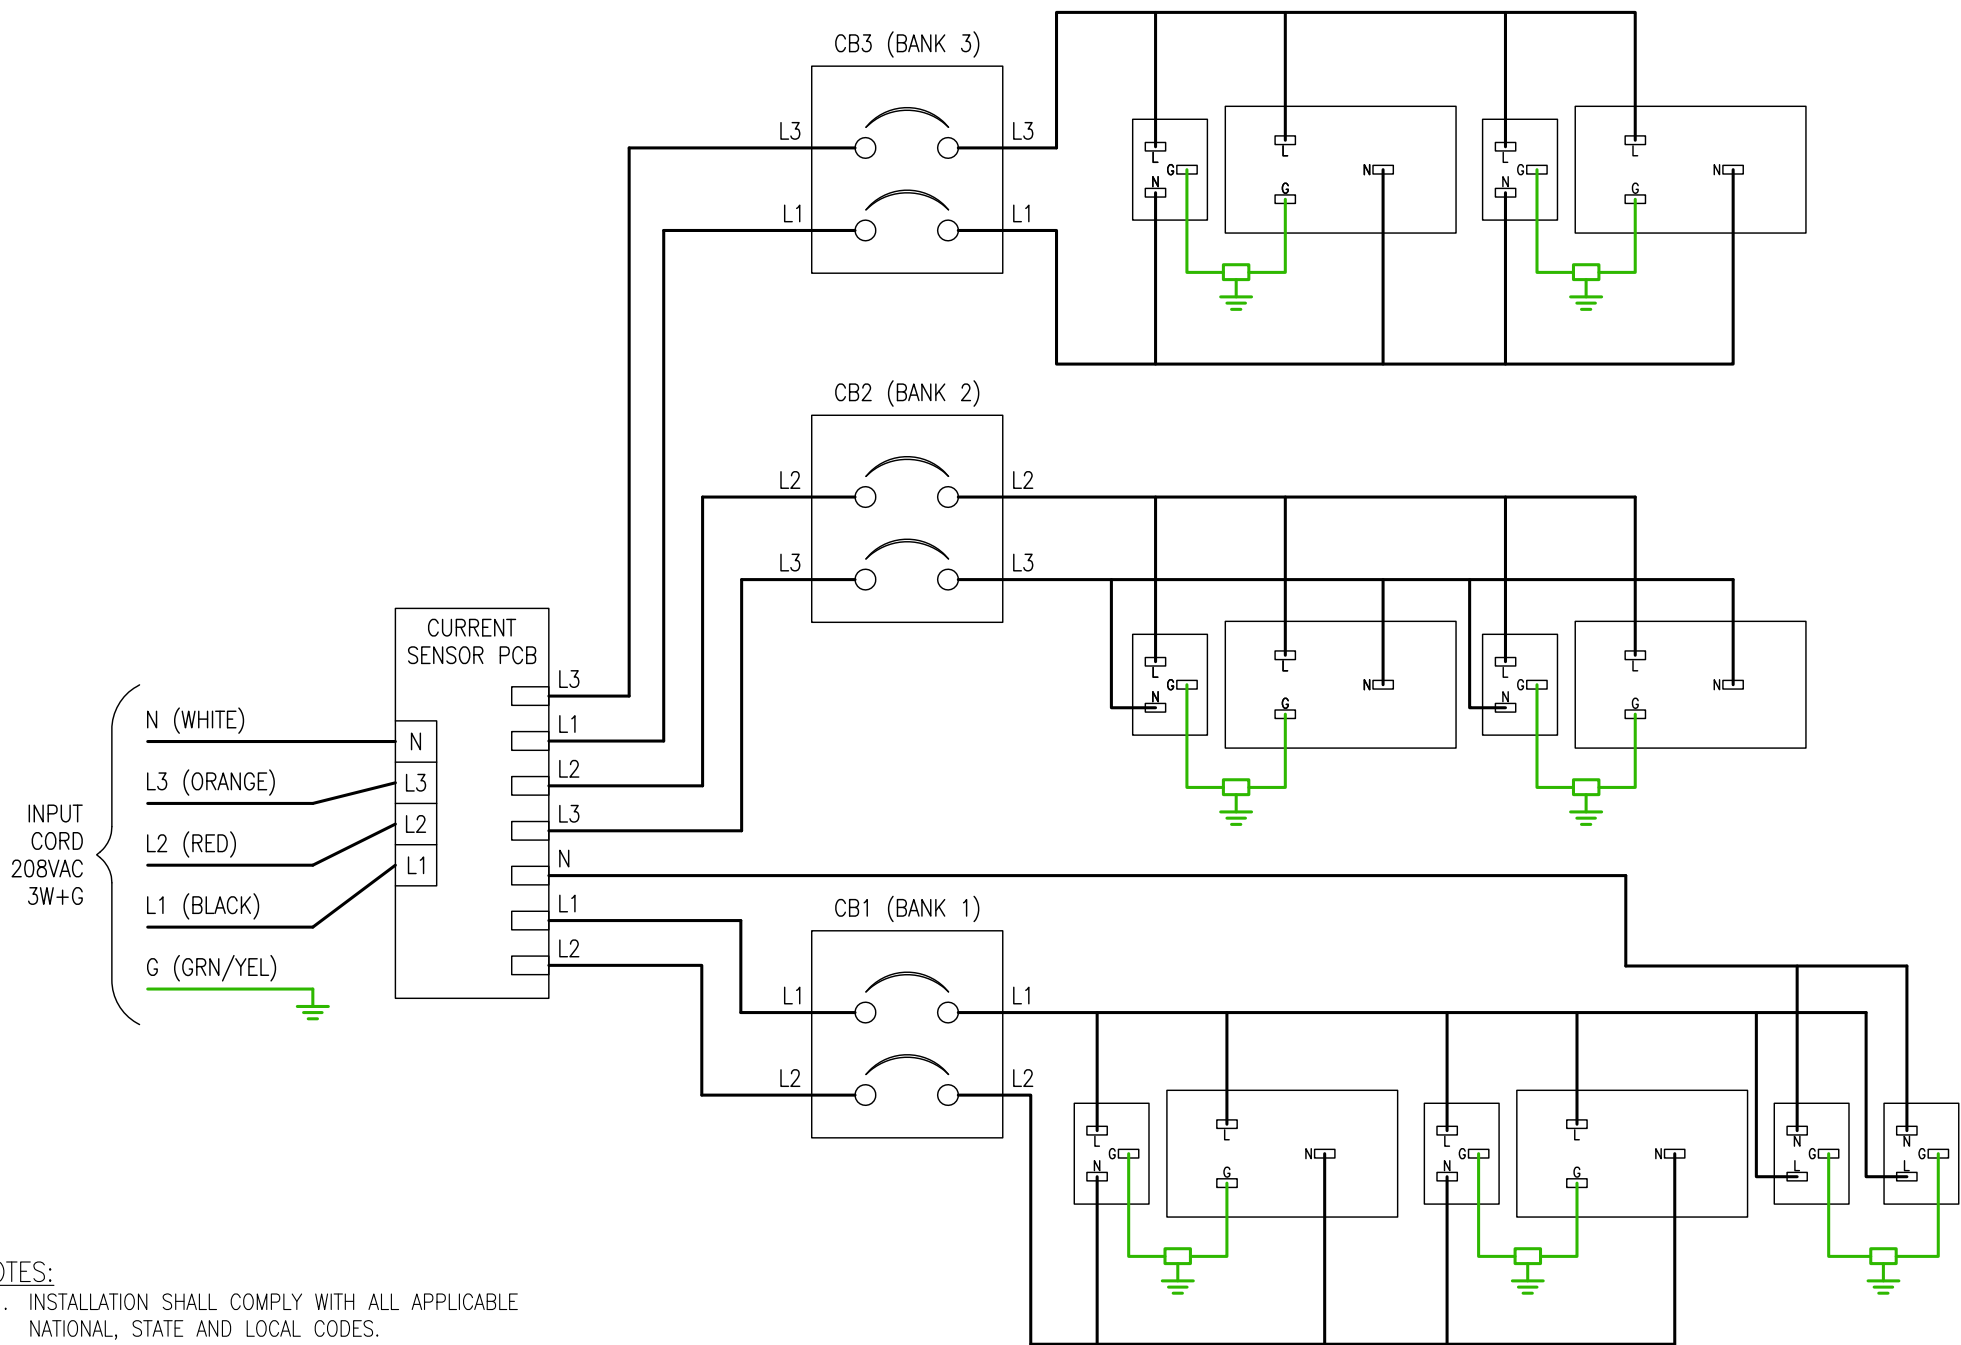 CB3 (BANK 3)
L3 L3
L1 L1
L G N
L G N
L G N
L G N
CB2 (BANK 2)
L2 L2
L3 L3
L G N
L G N
L G N
L G N
CURRENT
SENSOR PCB
L3
L1
L2
L3
N
L1
L2
N
L3
L2
L1
INPUT
CORD
208VAC
3W+G
N (WHITE)
L3 (ORANGE)
L2 (RED)
L1 (BLACK)
G (GRN/YEL)
CB1 (BANK 1)
L1 L1
L2 L2
L G N
L G N
L G N
L G N
N G L
N G L
OTES:
. INSTALLATION SHALL COMPLY WITH ALL APPLICABLE
NATIONAL, STATE AND LOCAL CODES.